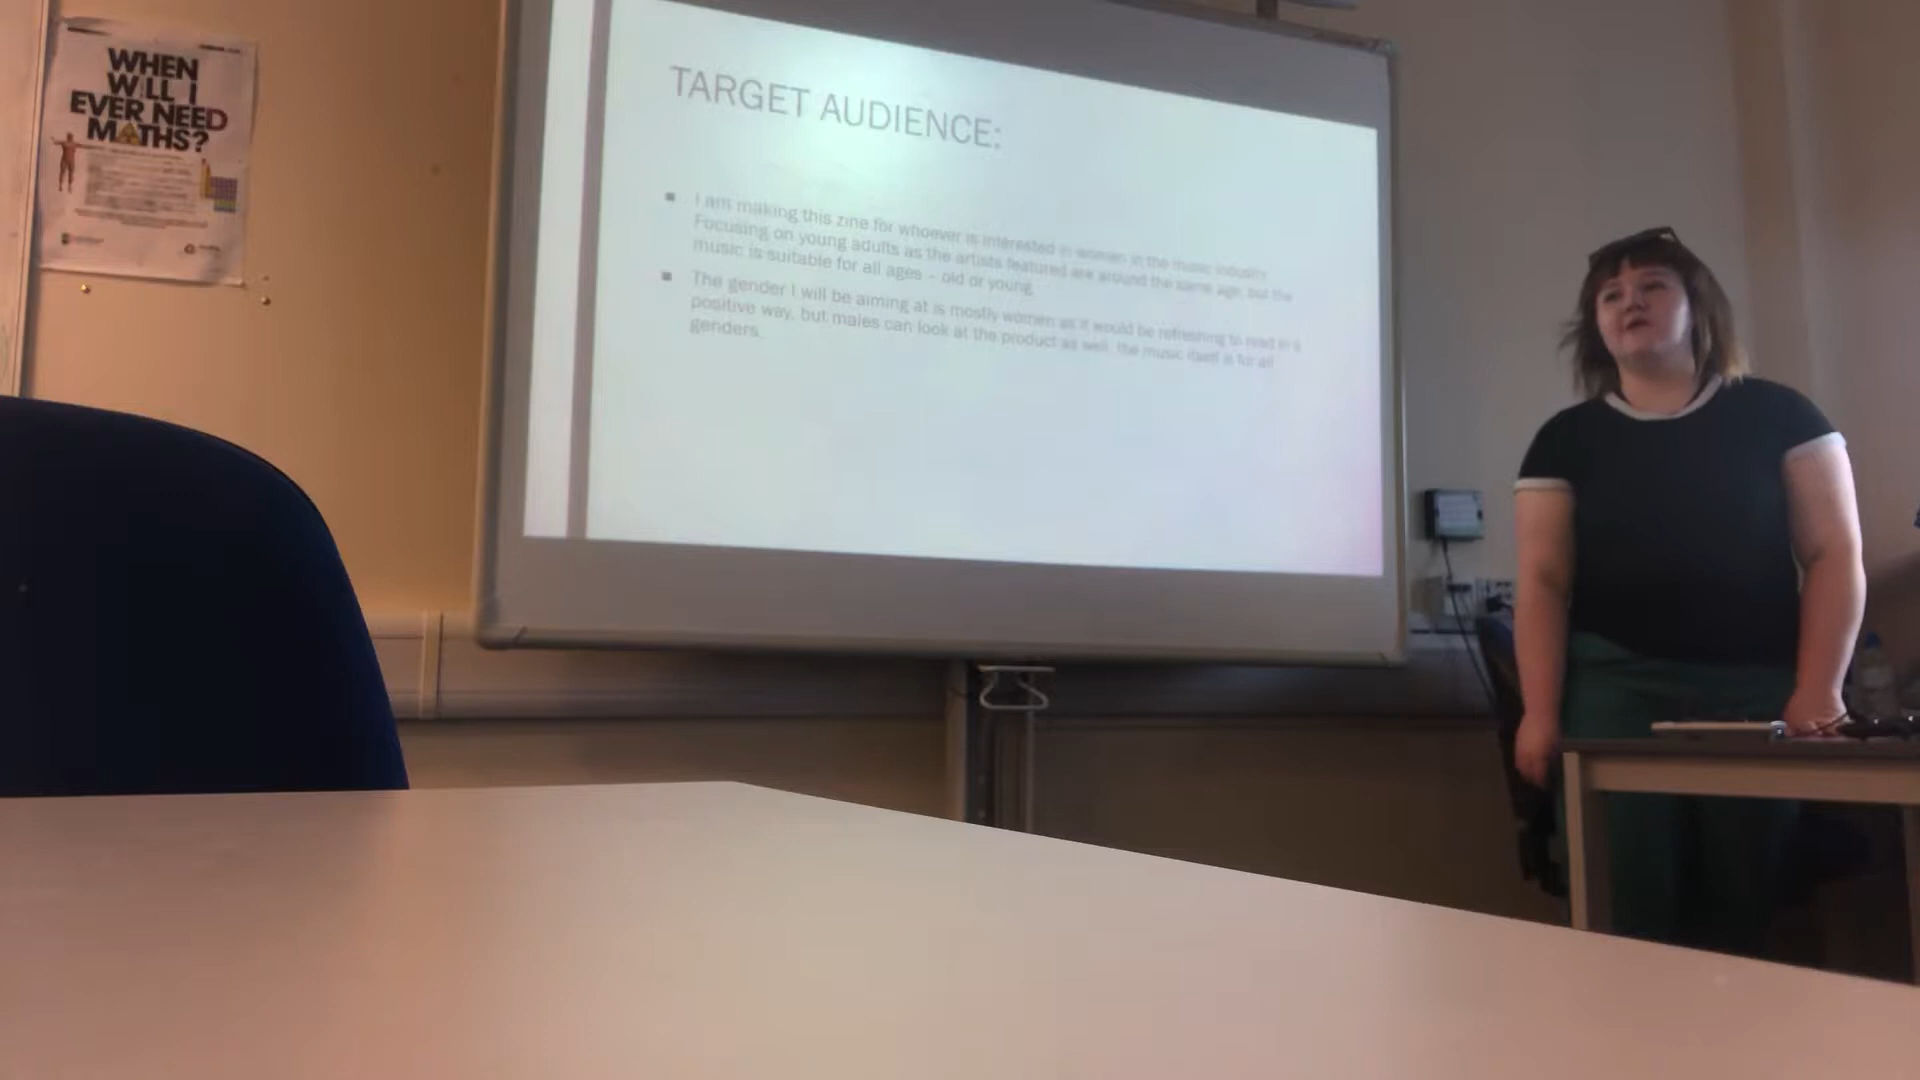 WHEN
WILL I
EVER NEED
MATHS?
TARGET AUDIENCE:
I am making this zine for whoever is interested in women in the music industry.
Focusing on young adults as the artists featured are around the same age, but the
music is suitable for all ages – old or young.
The gender I will be aiming at is mostly women as it would be refreshing to read in a
positive way, but males can look at the product as well, the music itself is for all
genders.